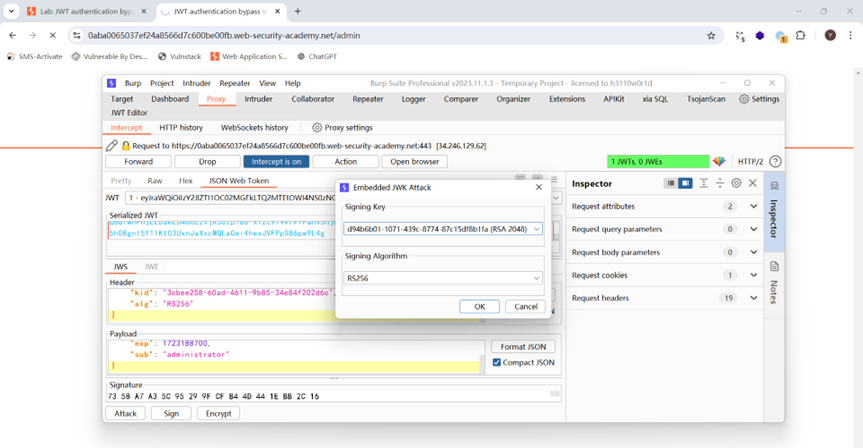 Lab: JWT authentication bypa
JWT authentication bypass v
0aba0065037ef24a8566d7c600be00fb.web-security-academy.net/admin
SMS-Activate
Vulnerable By Des...
Vulnstack
Web Application S...
ChatGPT
Burp Project Intruder Repeater View Help
Burp Suite Professional v2023.11.1.3 - Temporary Project - licensed to h3110w0r1d
Target Dashboard Proxy Intruder Collaborator Repeater Logger Comparer Organizer Extensions APIKit xia SQL TsojanScan Settings
JWT Editor
Intercept HTTP history WebSockets history Proxy settings
Request to https://0aba0065037ef24a8566d7c600be00fb.web-security-academy.net:443 [34.246.129.62]
Forward Drop Intercept is on Action Open browser
1 JWTs, 0 JWEs
HTTP/2
Pretty Raw Hex JSON Web Token
JWT
Serialized JWT
JWS JWE
Header
"kid": "3cbee258-60ad-4611-9b85-34e84f202d6c",
"alg": "RS256"
}
Payload
"exp": 1723188700,
"sub": "administrator"
}
Format JSON
Compact JSON
Signature
73 58 A7 A3 5C 95 29 9F CF B4 4D 44 1E BB 2C 16
Attack Sign Encrypt
Embedded JWK Attack
Signing Key
d94b6b01-1071-439c-8774-87c15df8b1fa (RSA 2048)
Signing Algorithm
RS256
OK Cancel
Inspector
Request attributes 2
Request query parameters 0
Request body parameters 0
Request cookies 1
Request headers 19
Inspector
Notes